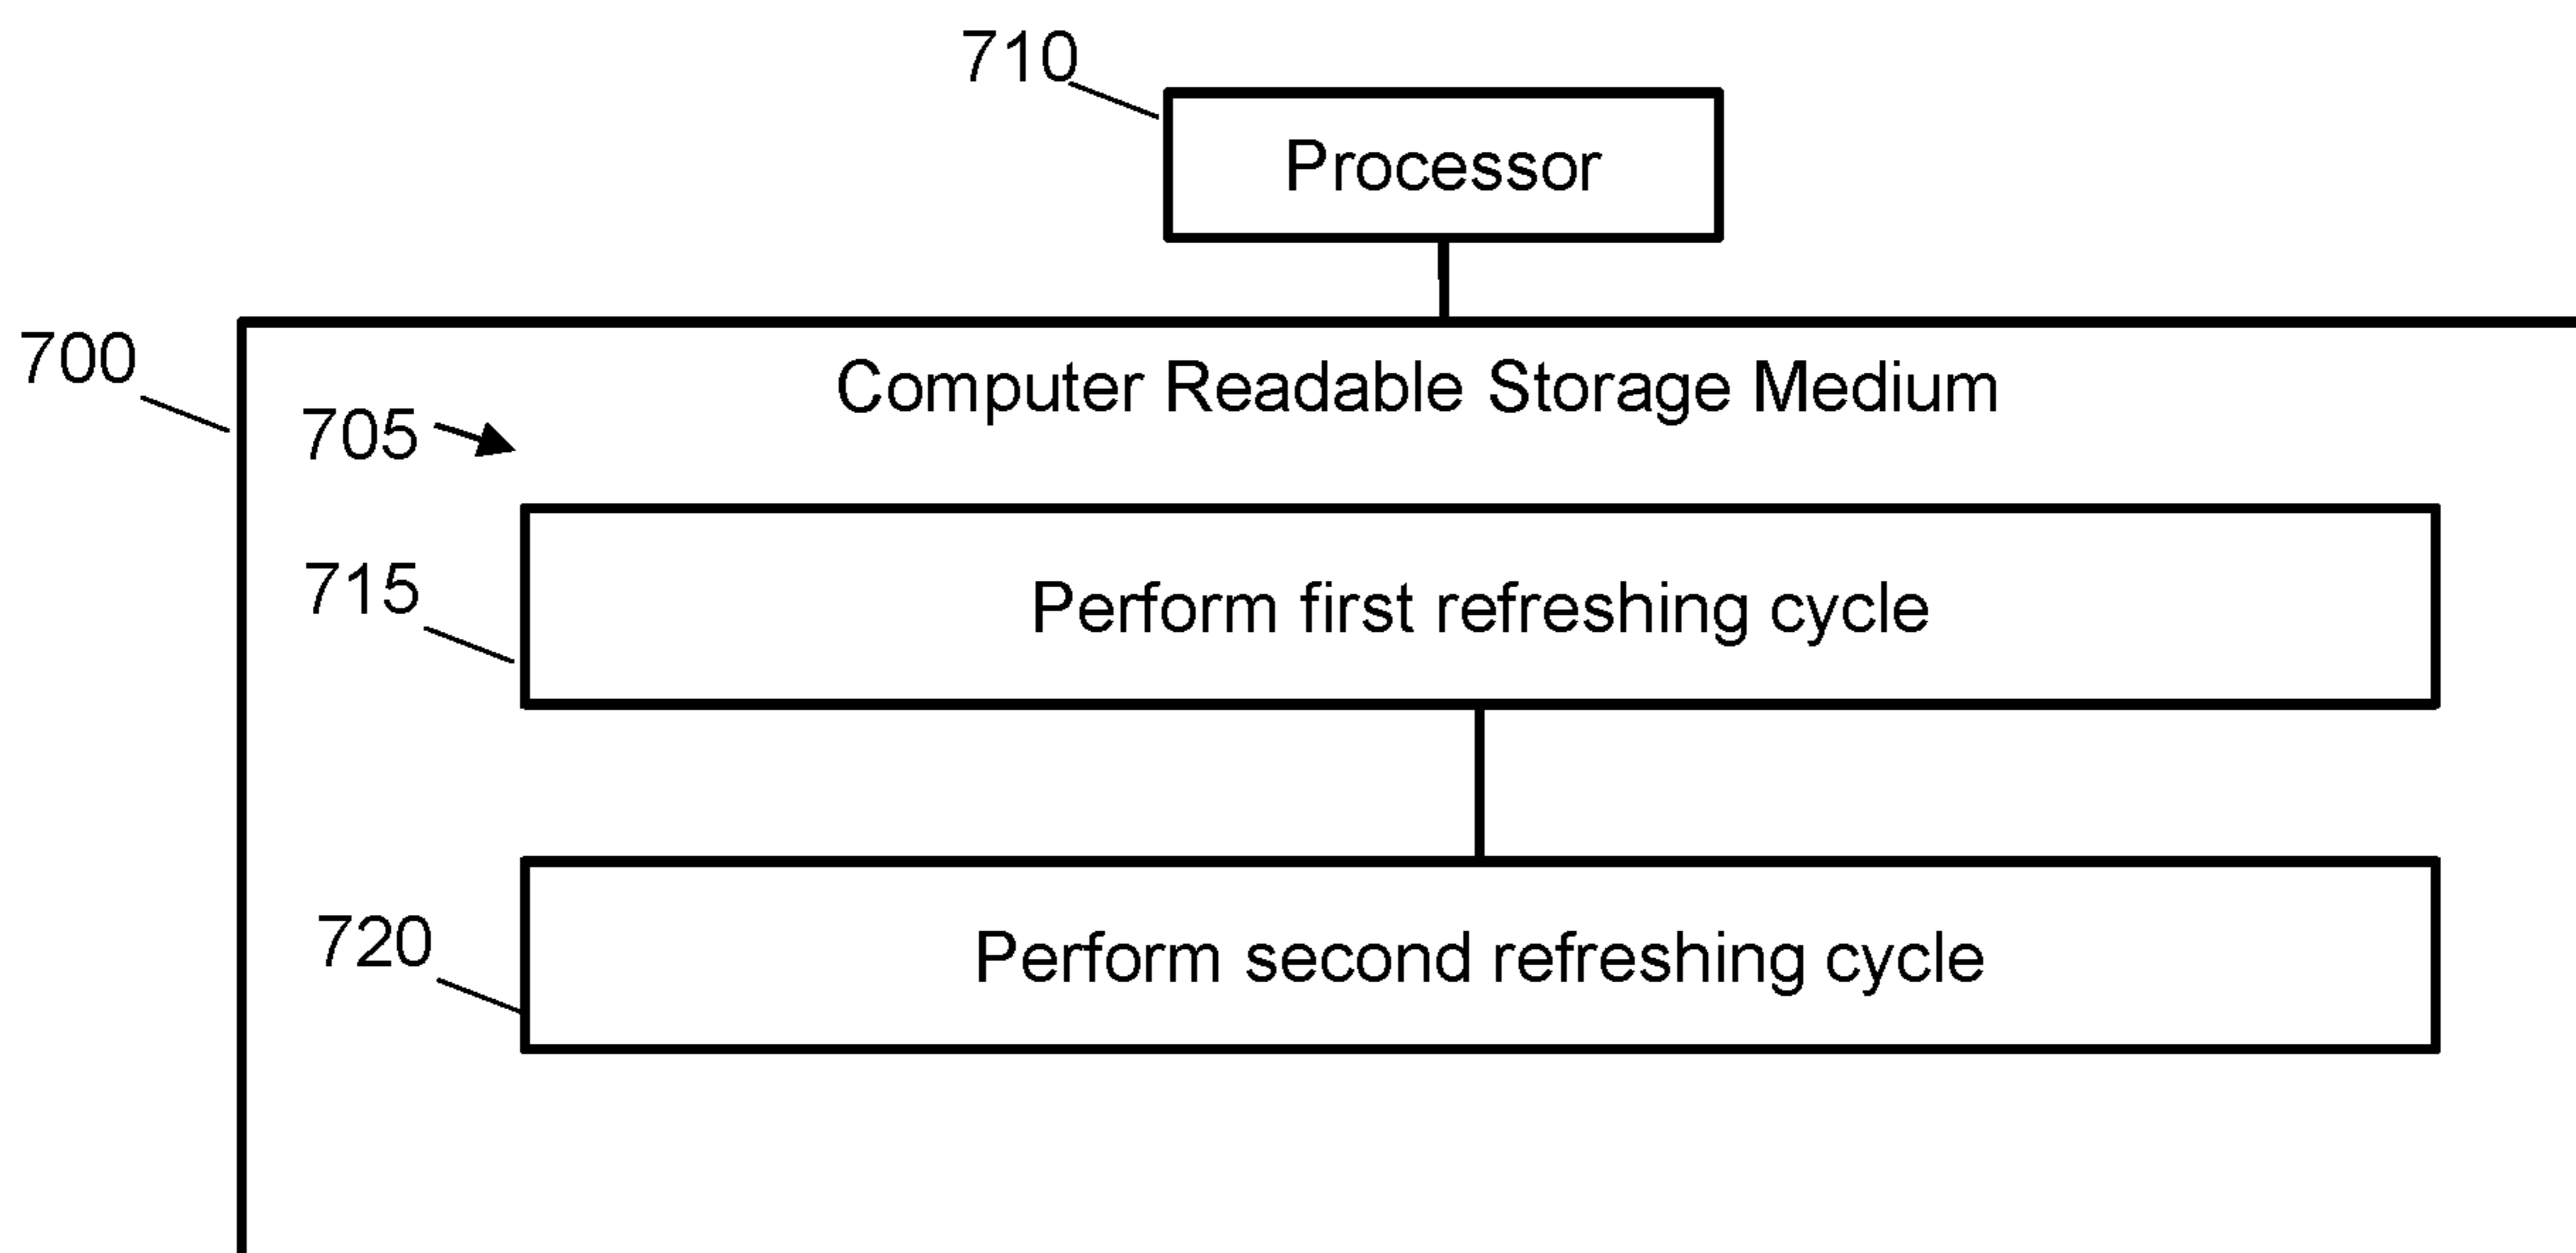 710
Processor
700
Computer Readable Storage Medium
705
715
Perform first refreshing cycle
720
Perform second refreshing cycle